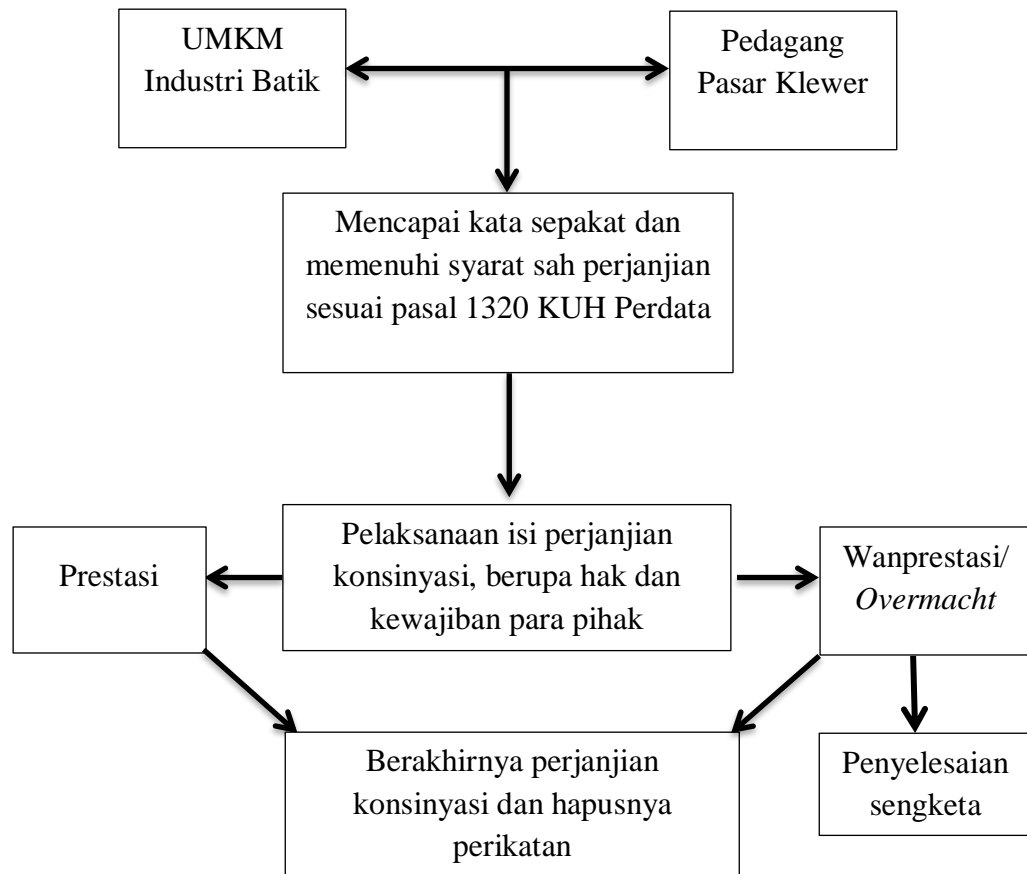 UMKM
Industri Batik
Pedagang
Pasar Klewer
Mencapai kata sepakat dan
memenuhi syarat sah perjanjian
sesuai pasal 1320 KUH Perdata
Prestasi
Pelaksanaan isi perjanjian
konsinyasi, berupa hak dan
kewajiban para pihak
Wanprestasi/
Overmacht
Berakhirnya perjanjian
konsinyasi dan hapusnya
perikatan
Penyelesaian
sengketa